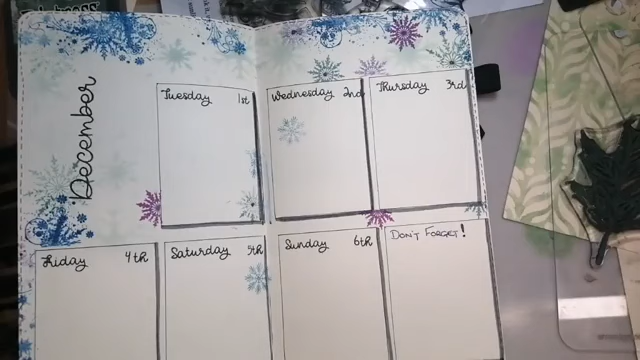 December
Tuesday 1st
Wednesday 2nd
Thursday 3rd
Friday 4th
Saturday 5th
Sunday 6th
DON'T FORGET!